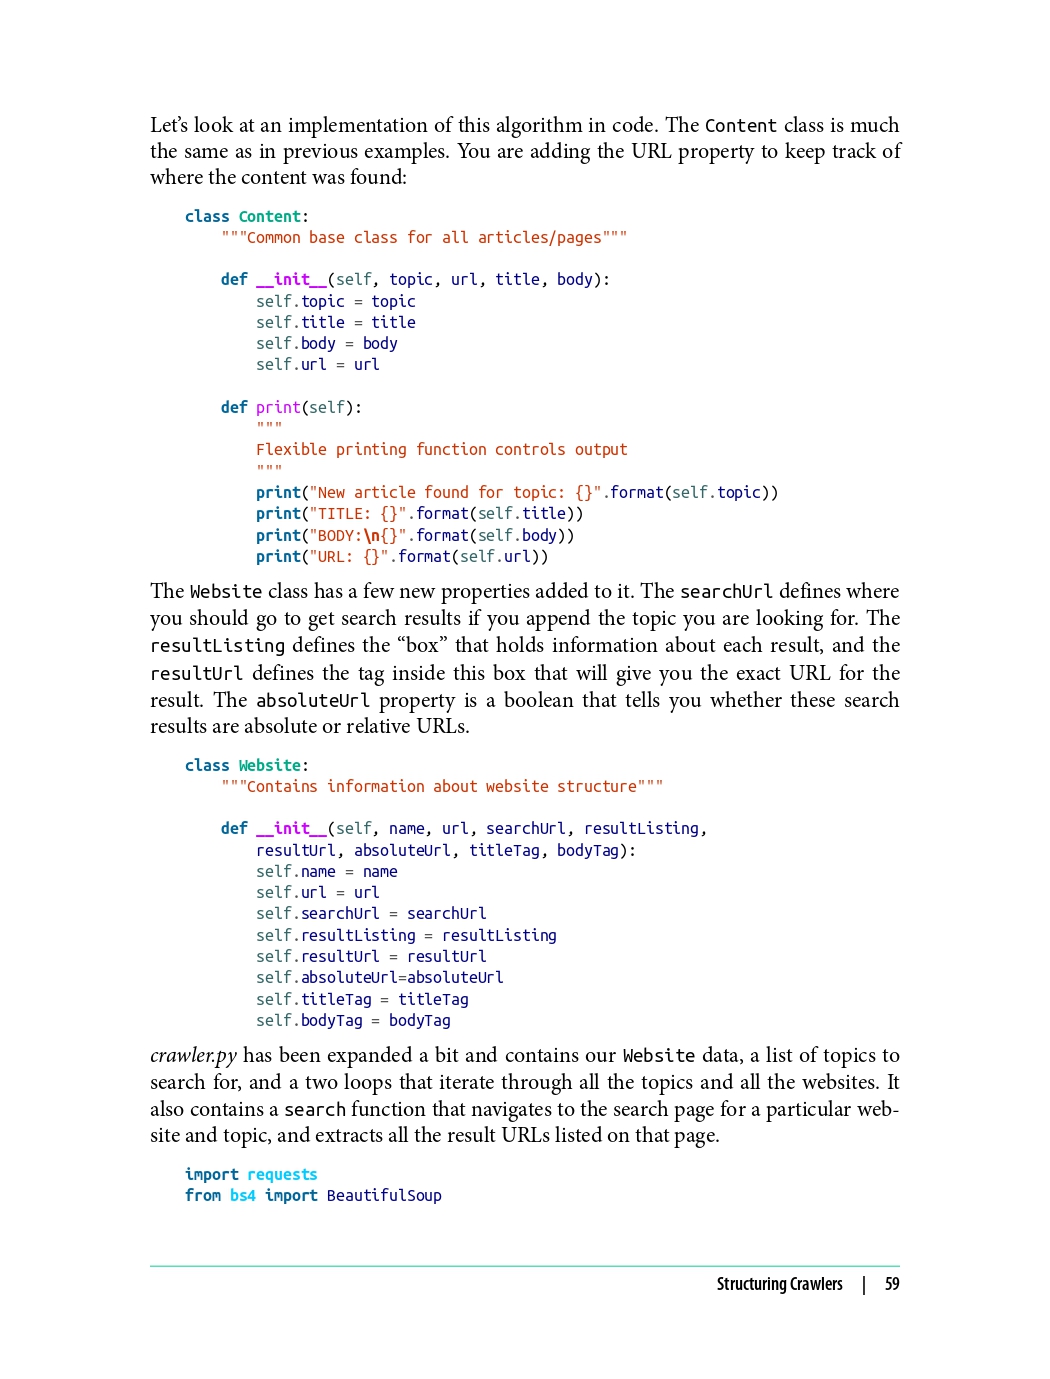 Let’s look at an implementation of this algorithm in code. The Content class is much
the same as in previous examples. You are adding the URL property to keep track of
where the content was found:
class Content:
    """Common base class for all articles/pages"""

    def __init__(self, topic, url, title, body):
        self.topic = topic
        self.title = title
        self.body = body
        self.url = url

    def print(self):
        """
        Flexible printing function controls output
        """
        print("New article found for topic: {}".format(self.topic))
        print("TITLE: {}".format(self.title))
        print("BODY:\n{}".format(self.body))
        print("URL: {}".format(self.url))
The Website class has a few new properties added to it. The searchUrl defines where
you should go to get search results if you append the topic you are looking for. The
resultListing defines the “box” that holds information about each result, and the
resultUrl defines the tag inside this box that will give you the exact URL for the
result. The absoluteUrl property is a boolean that tells you whether these search
results are absolute or relative URLs.
class Website:
    """Contains information about website structure"""

    def __init__(self, name, url, searchUrl, resultListing,
        resultUrl, absoluteUrl, titleTag, bodyTag):
        self.name = name
        self.url = url
        self.searchUrl = searchUrl
        self.resultListing = resultListing
        self.resultUrl = resultUrl
        self.absoluteUrl=absoluteUrl
        self.titleTag = titleTag
        self.bodyTag = bodyTag
crawler.py has been expanded a bit and contains our Website data, a list of topics to
search for, and a two loops that iterate through all the topics and all the websites. It
also contains a search function that navigates to the search page for a particular web-
site and topic, and extracts all the result URLs listed on that page.
import requests
from bs4 import BeautifulSoup
Structuring Crawlers | 59